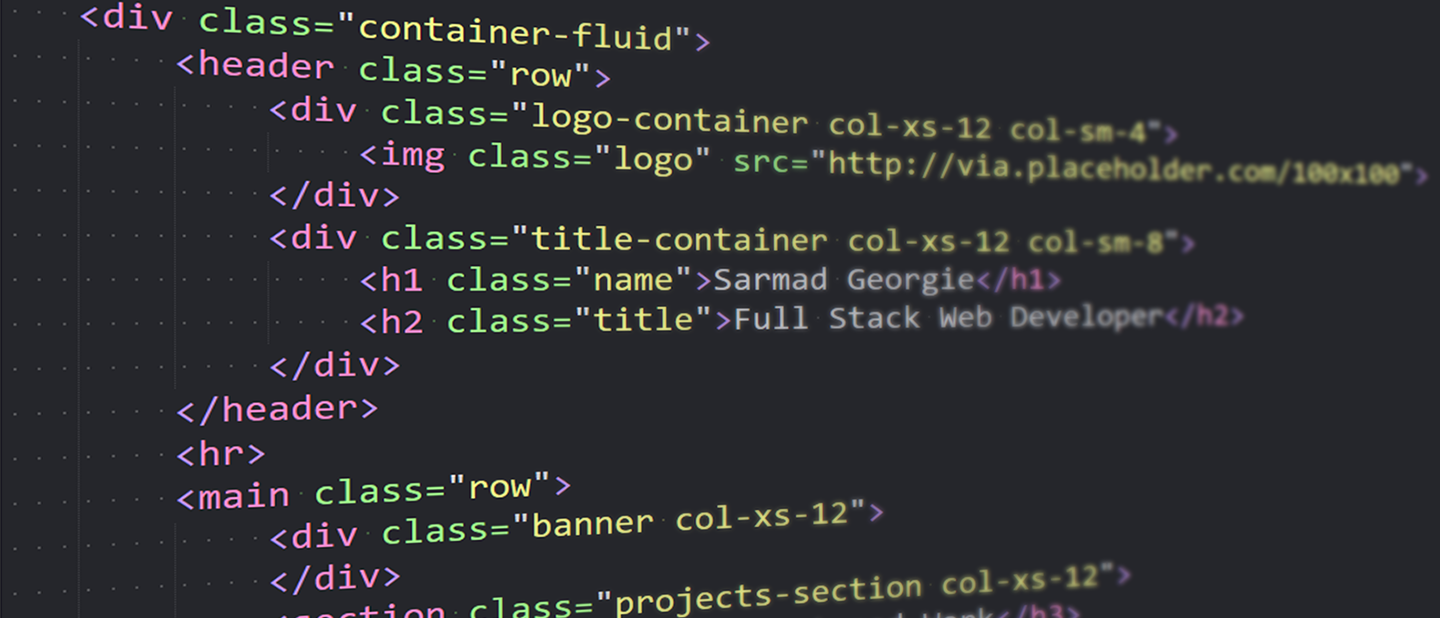 <div class="container-fluid">
<header class="row">
<div class="logo-container col-xs-12 col-sm-4">
<img class="logo" src="http://via.placeholder.com/100x100">
</div>
<div class="title-container col-xs-12 col-sm-8">
<h1 class="name">Sarmad Georgie</h1>
<h2 class="title">Full Stack Web Developer</h2>
</div>
</header>
<hr>
<main class="row">
<div class="banner col-xs-12">
</div>
<section class="projects-section col-xs-12">
</h3>